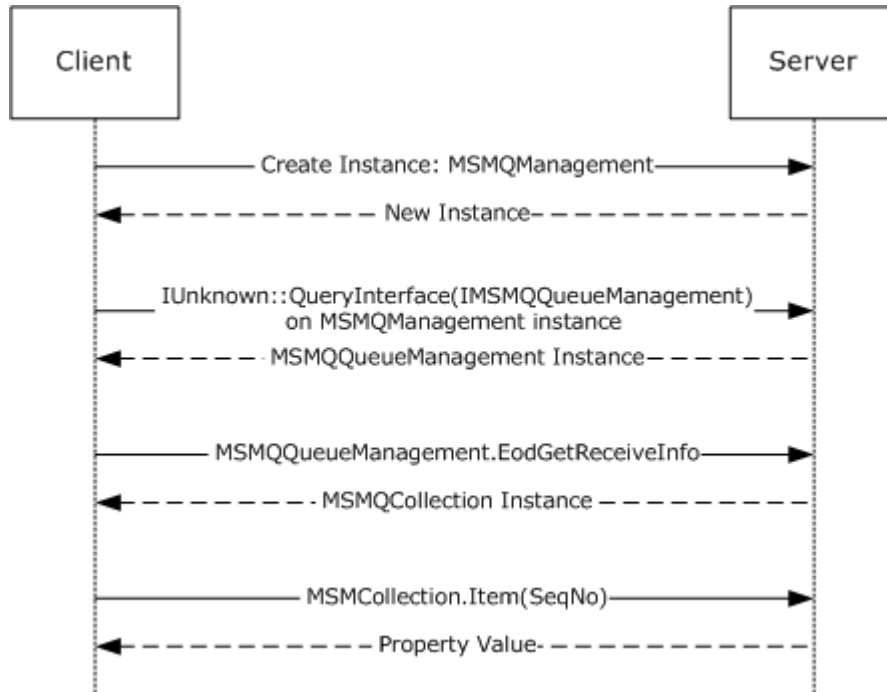 Client
Server
Create Instance: MSMQManagement
New Instance
IUnknown::QueryInterface(IMSMQQueueManagement)
on MSMQManagement instance
MSMQQueueManagement Instance
MSMQQueueManagement.EodGetReceiveInfo
MSMQCollection Instance
MSMCollection.Item(SeqNo)
Property Value